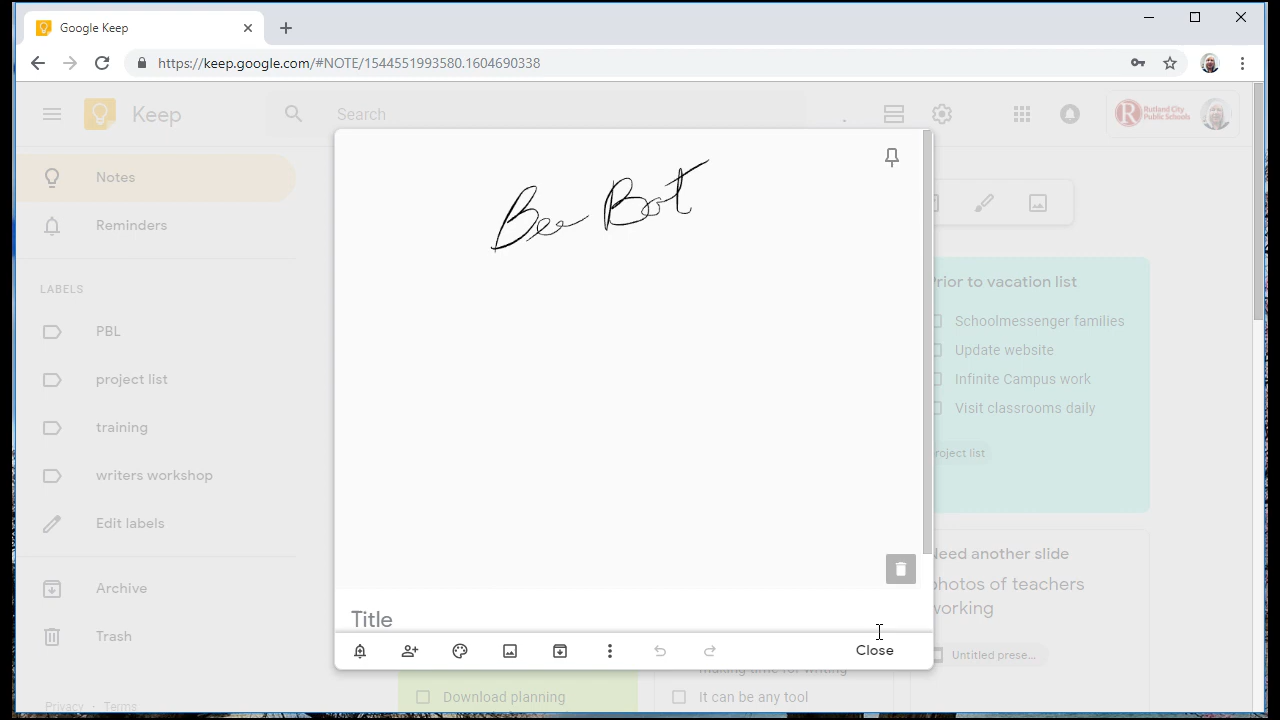 Google Keep
https://keep.google.com/#NOTE/1544551993580.1604690338
Keep
Search
Rutland City
Public Schools
Notes
Reminders
LABELS
PBL
project list
training
writers workshop
Edit labels
Archive
Trash
Privacy · Terms
Bee Bot
Title
Close
Prior to vacation list
Schoolmessenger families
Update website
Infinite Campus work
Visit classrooms daily
roject list
Need another slide
photos of teachers
working
Untitled prese...
Making time for writing
Download planning
It can be any tool